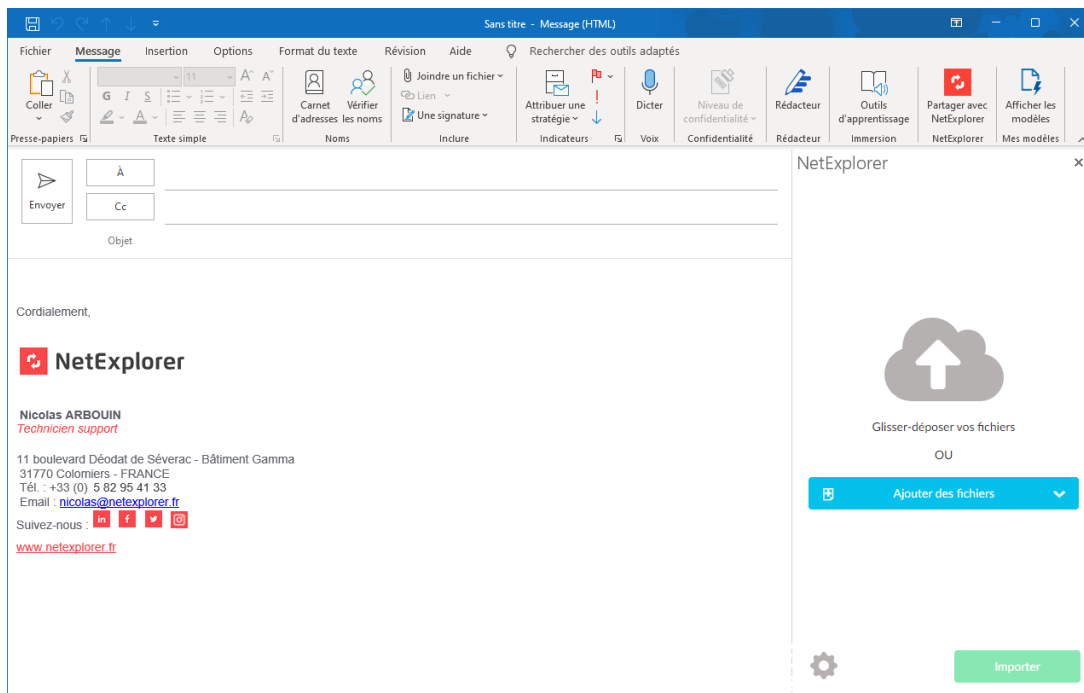 Sans titre - Message (HTML)
Fichier Message Insertion Options Format du texte Révision Aide Rechercher des outils adaptés
Coller
Presse-papiers
11
A A
G I S
A
Texte simple
Carnet d'adresses
Vérifier les noms
Noms
Joindre un fichier
Lien
Une signature
Inclure
Attribuer une stratégie
Indicateurs
Dicter
Voix
Niveau de confidentialité
Confidentialité
Rédacteur
Rédacteur
Outils d'apprentissage
Immersion
Partager avec NetExplorer
NetExplorer
Afficher les modèles
Mes modèles
Envoyer
À
Cc
Objet
Cordialement,
NetExplorer
Nicolas ARBOUIN
Technicien support
11 boulevard Déodat de Séverac - Bâtiment Gamma
31770 Colomiers - FRANCE
Tél. : +33 (0) 5 82 95 41 33
Email : nicolas@netexplorer.fr
Suivez-nous : in f
www.netexplorer.fr
NetExplorer
Glisser-déposer vos fichiers
OU
Ajouter des fichiers
Importer